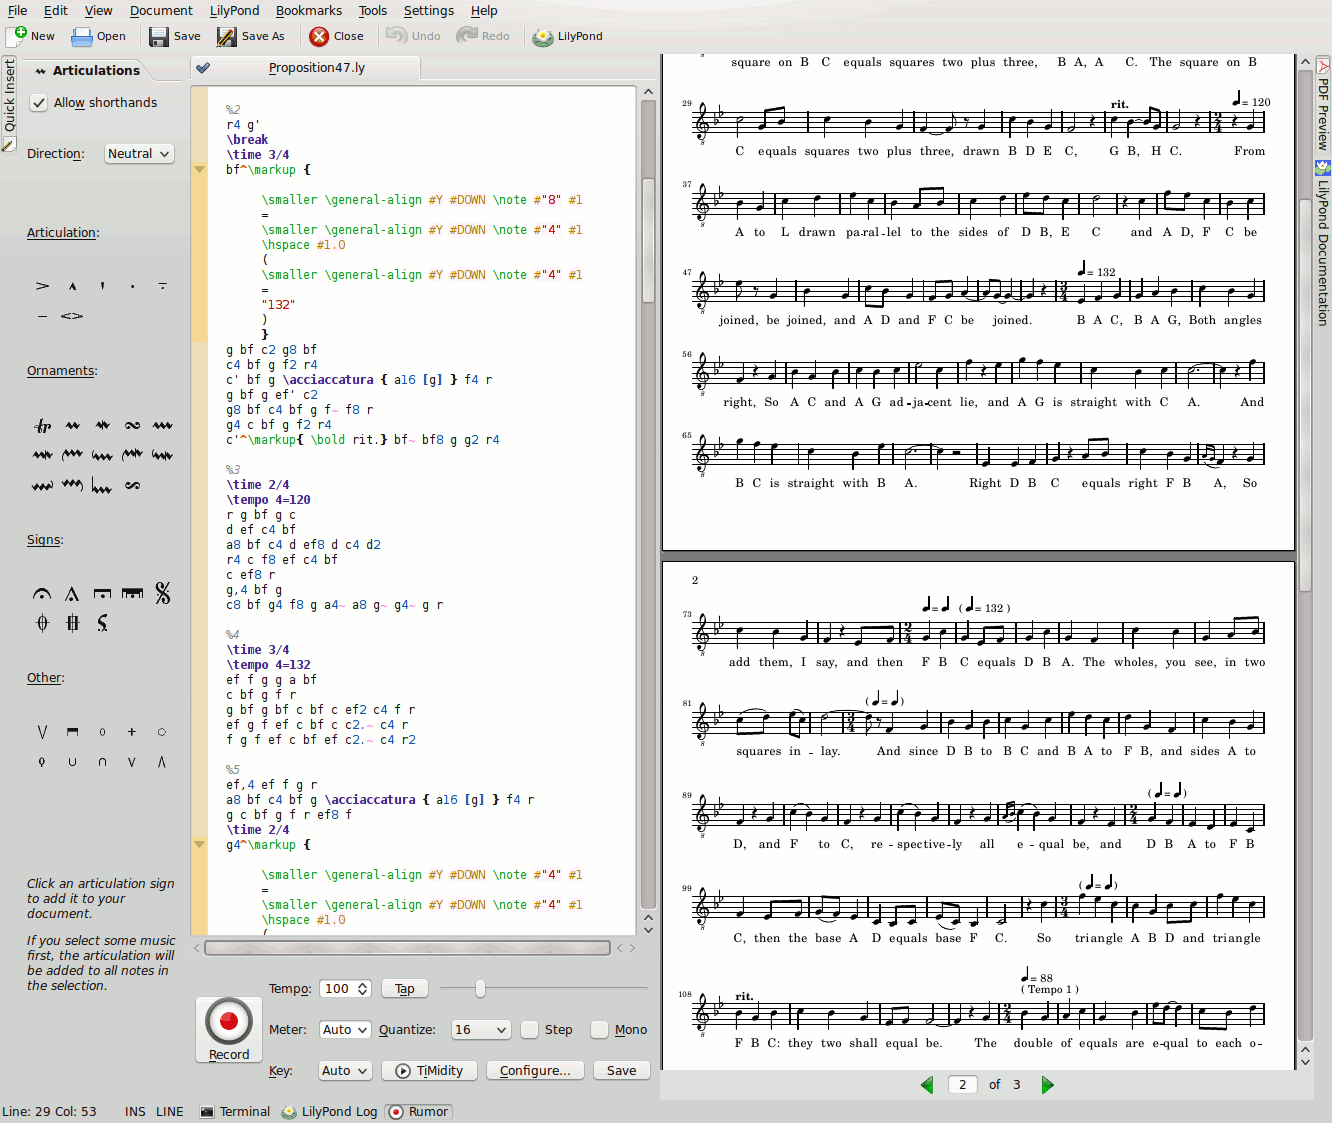 File Edit View Document LilyPond Bookmarks Tools Settings Help
New Open Save Save As Close Undo Redo LilyPond
Quick Insert
Articulations
Allow shorthands
Direction: Neutral
Articulation:
Ornaments:
Signs:
Other:
Click an articulation sign
to add it to your
document.
If you select some music
first, the articulation will
be added to all notes in
the selection.
Proposition47.ly
%2
r4 g'
\break
\time 3/4
bf^\markup {
\smaller \general-align #Y #DOWN \note #"8" #1
=
\smaller \general-align #Y #DOWN \note #"4" #1
\hspace #1.0
(
\smaller \general-align #Y #DOWN \note #"4" #1
=
"132"
)
}
g bf c2 g8 bf
c4 bf g f2 r4
c' bf g \acciaccatura { a16 [g] } f4 r
g bf g ef' c2
g8 bf c4 bf g f~ f8 r
g4 c bf g f2 r4
c'^\markup{ \bold rit.} bf~ bf8 g g2 r4
%3
\time 2/4
\tempo 4=120
r g bf g c
d ef c4 bf
a8 bf c4 d ef8 d c4 d2
r4 c f8 ef c4 bf
c ef8 r
g,4 bf g
c8 bf g4 f8 g a4~ a8 g~ g4~ g r
%4
\time 3/4
\tempo 4=132
ef f g g a bf
c bf g f r
g bf g bf c bf c ef2 c4 f r
ef g f ef c bf c c2.~ c4 r
f g f ef c bf ef c2.~ c4 r2
%5
ef,4 ef f g r
a8 bf c4 bf g \acciaccatura { a16 [g] } f4 r
g c bf g f r ef8 f
\time 2/4
g4^\markup {
\smaller \general-align #Y #DOWN \note #"4" #1
=
\smaller \general-align #Y #DOWN \note #"4" #1
\hspace #1.0
(
Record
Tempo: 100 Tap
Meter: Auto Quantize: 16 Step Mono
Key: Auto TiMidity Configure... Save
square on B C equals squares two plus three, B A, A C. The square on B
29 rit. = 120
C equals squares two plus three, drawn B D E C, G B, H C. From
37
A to L drawn pa-ral-lel to the sides of D B, E C and A D, F C be
47 = 132
joined, be joined, and A D and F C be joined. B A C, B A G, Both angles
56
right, So A C and A G ad-ja-cent lie, and A G is straight with C A. And
65
B C is straight with B A. Right D B C equals right F B A, So
2
73 = ( = 132 )
add them, I say, and then F B C equals D B A. The wholes, you see, in two
81 ( = )
squares in - lay. And since D B to B C and B A to F B, and sides A to
89 ( = )
D, and F to C, re - spective-ly all e - qual be, and D B A to F B
99 ( = )
C, then the base A D equals base F C. So triangle A B D and triangle
108 rit. = 88
( Tempo 1 )
F B C: they two shall equal be. The double of equals are e-qual to each o-
2 of 3
PDF Preview
LilyPond Documentation
Line: 29 Col: 53 INS LINE Terminal LilyPond Log Rumor